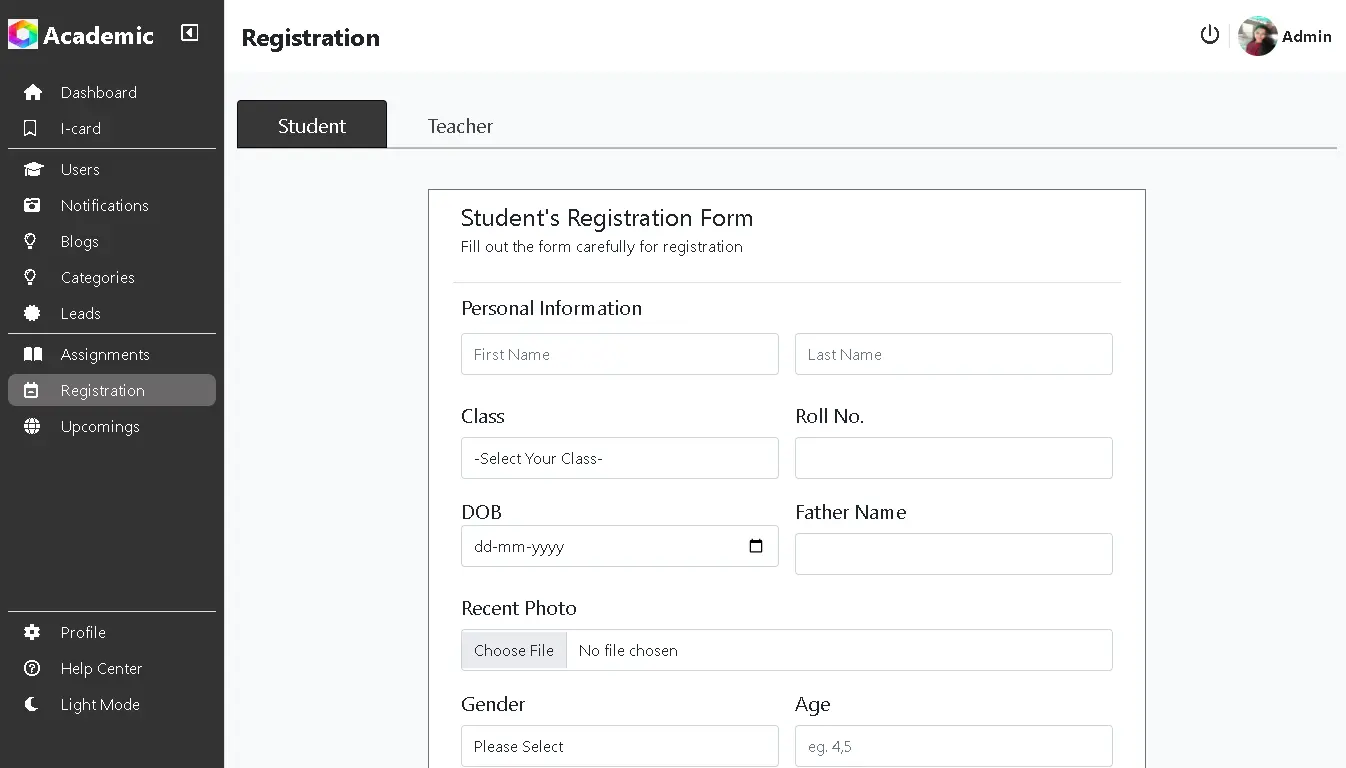 Academic
Registration
Admin
Dashboard
I-card
Users
Notifications
Blogs
Categories
Leads
Assignments
Registration
Upcomings
Profile
Help Center
Light Mode
Student Teacher
Student's Registration Form
Fill out the form carefully for registration
Personal Information
First Name Last Name
Class Roll No.
-Select Your Class-
DOB Father Name
dd-mm-yyyy
Recent Photo
Choose File No file chosen
Gender Age
Please Select eg. 4,5